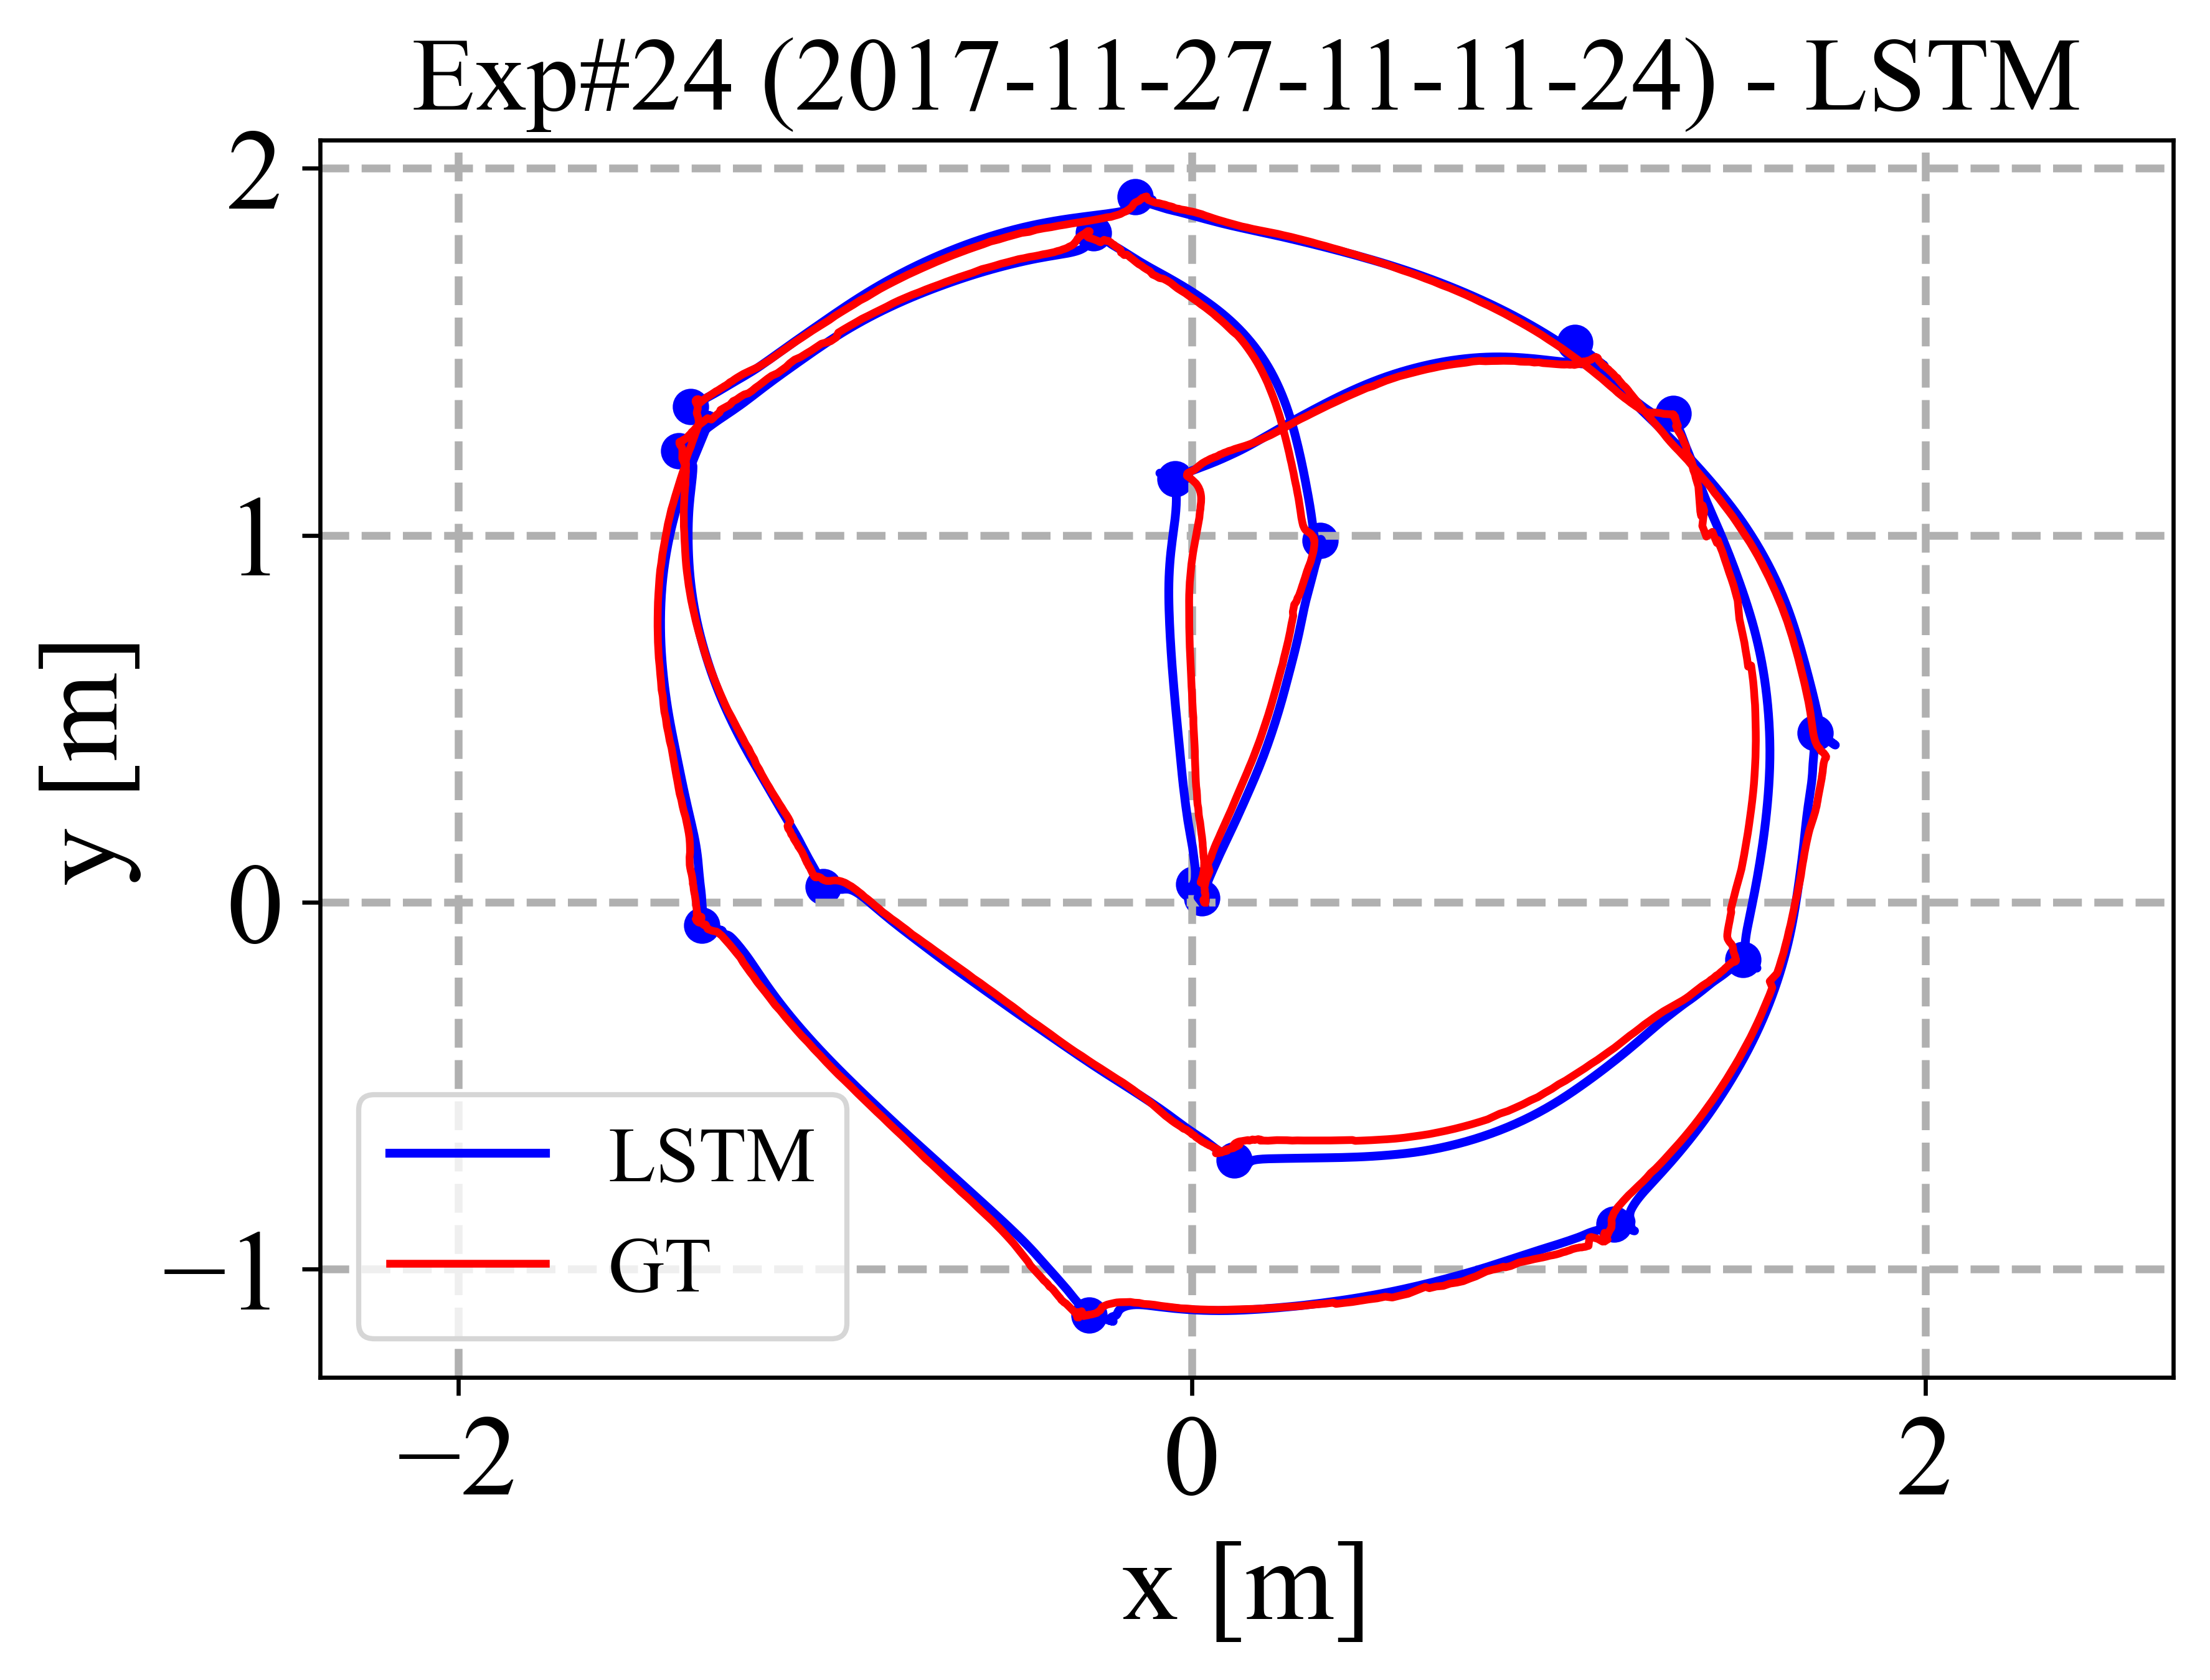 Exp#24 (2017-11-27-11-11-24) - LSTM
2
1
0
−1
y [m]
LSTM
GT
−2
0
2
x [m]